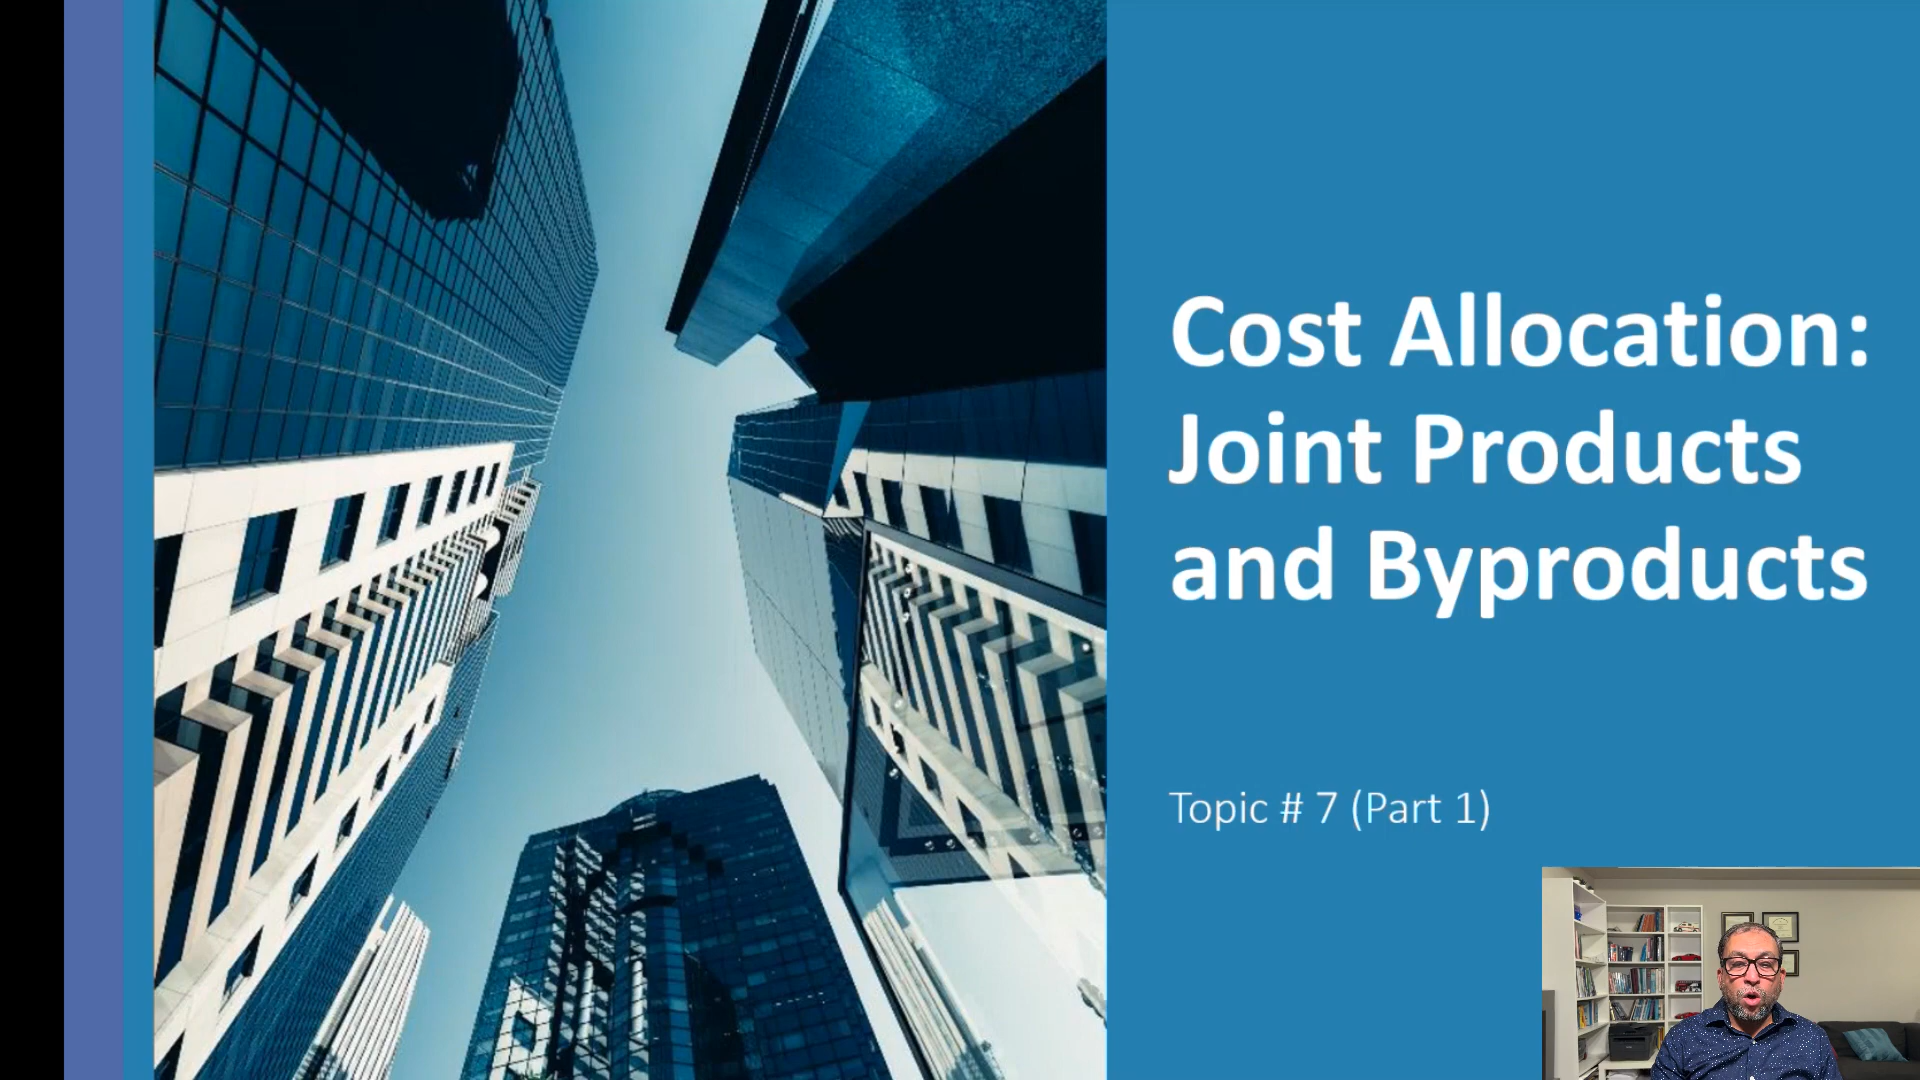 Cost Allocation:
Joint Products
and Byproducts
Topic # 7 (Part 1)